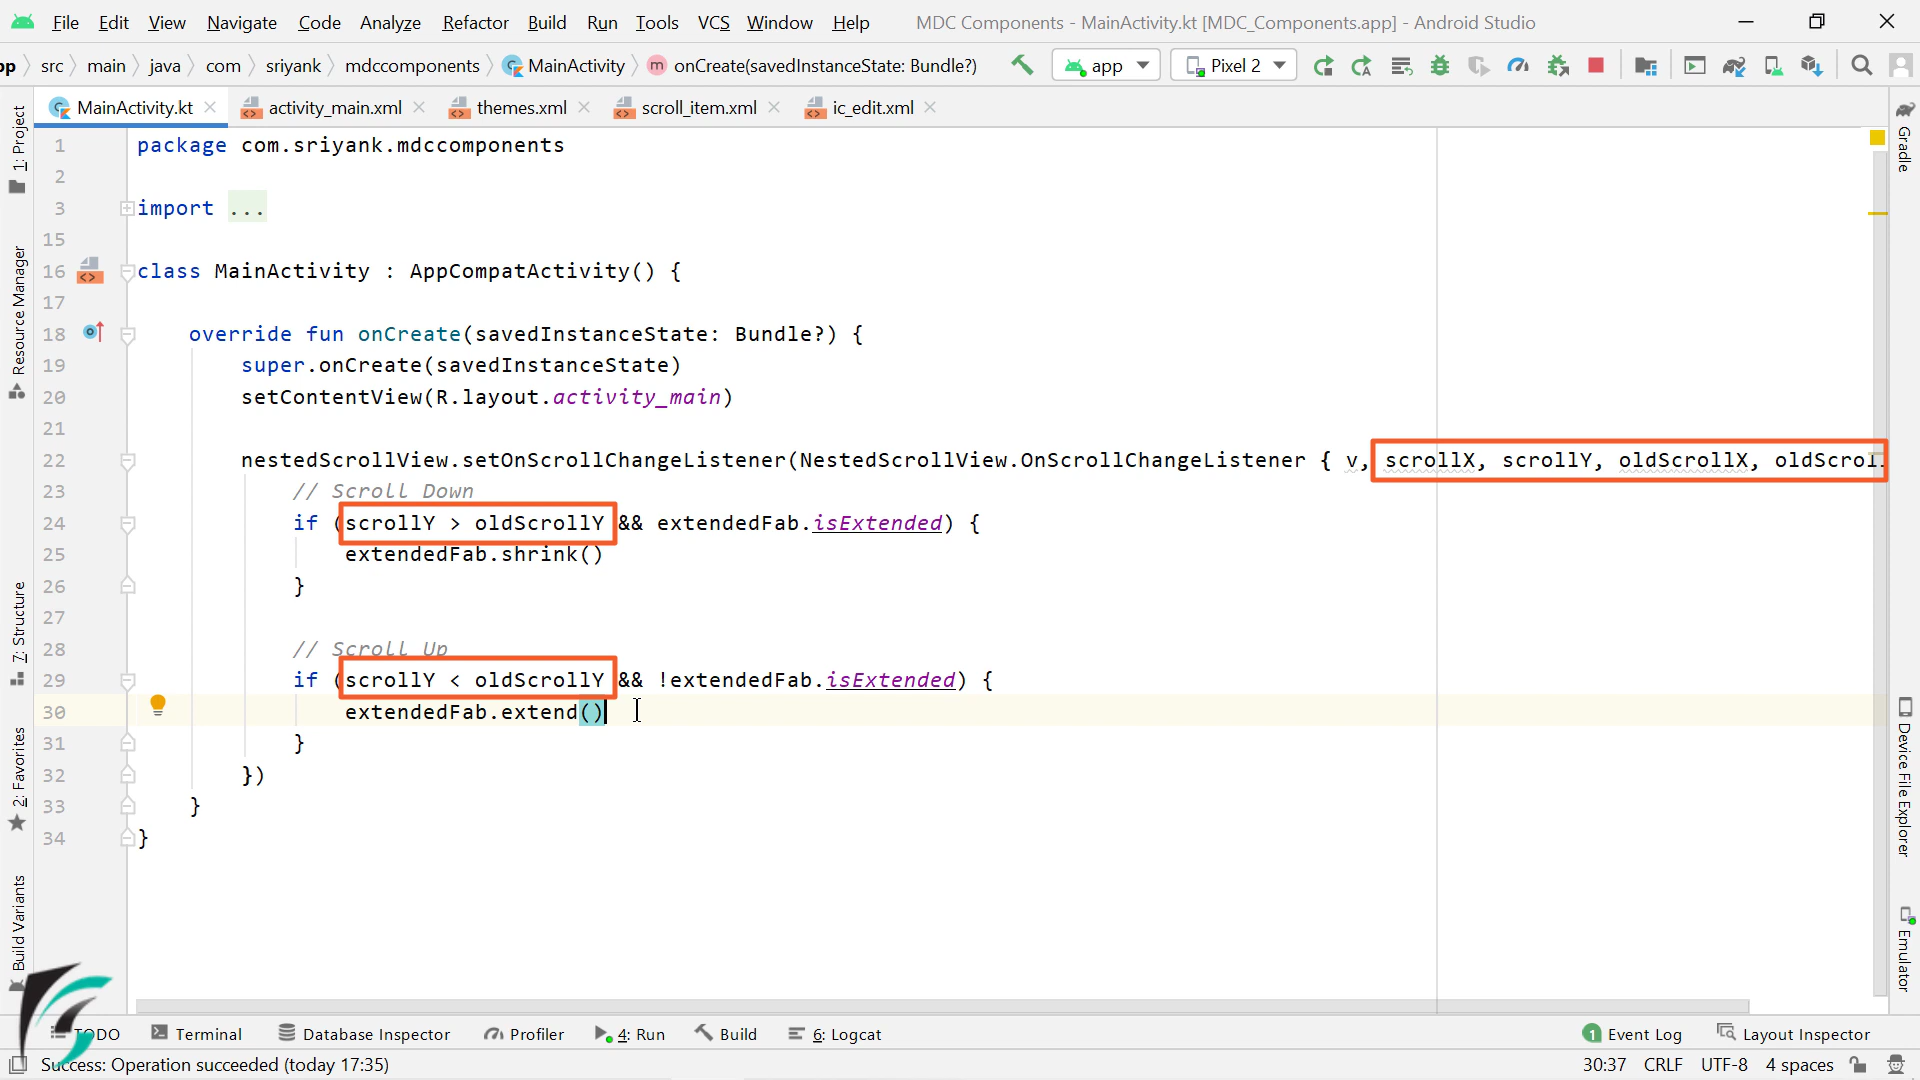 File Edit View Navigate Code Analyze Refactor Build Run Tools VCS Window Help MDC Components - MainActivity.kt [MDC_Components.app] - Android Studio
src main java com sriyank mdccomponents MainActivity onCreate(savedInstanceState: Bundle?) app Pixel 2
MainActivity.kt activity_main.xml themes.xml scroll_item.xml ic_edit.xml
1 package com.sriyank.mdccomponents
2
3 import ...
15
16 class MainActivity : AppCompatActivity() {
17
18 override fun onCreate(savedInstanceState: Bundle?) {
19 super.onCreate(savedInstanceState)
20 setContentView(R.layout.activity_main)
21
22 nestedScrollView.setOnScrollChangeListener(NestedScrollView.OnScrollChangeListener { v, scrollX, scrollY, oldScrollX, oldScrol
23 // Scroll Down
24 if (scrollY > oldScrollY && extendedFab.isExtended) {
25 extendedFab.shrink()
26 }
27
28 // Scroll Up
29 if (scrollY < oldScrollY && !extendedFab.isExtended) {
30 extendedFab.extend()
31 }
32 })
33 }
34 }
1: Project
Resource Manager
7: Structure
2: Favorites
Build Variants
Gradle
Device File Explorer
Emulator
TODO Terminal Database Inspector Profiler 4: Run Build 6: Logcat 1 Event Log Layout Inspector
Success: Operation succeeded (today 17:35) 30:37 CRLF UTF-8 4 spaces